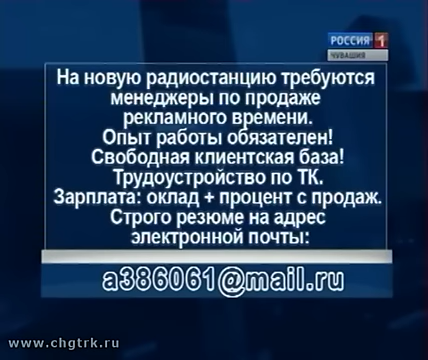 РОССИЯ 1
ЧУВАШИЯ
На новую радиостанцию требуются
менеджеры по продаже
рекламного времени.
Опыт работы обязателен!
Свободная клиентская база!
Трудоустройство по ТК.
Зарплата: оклад + процент с продаж.
Строго резюме на адрес
электронной почты:
a386061@mail.ru
www.chgtrk.ru